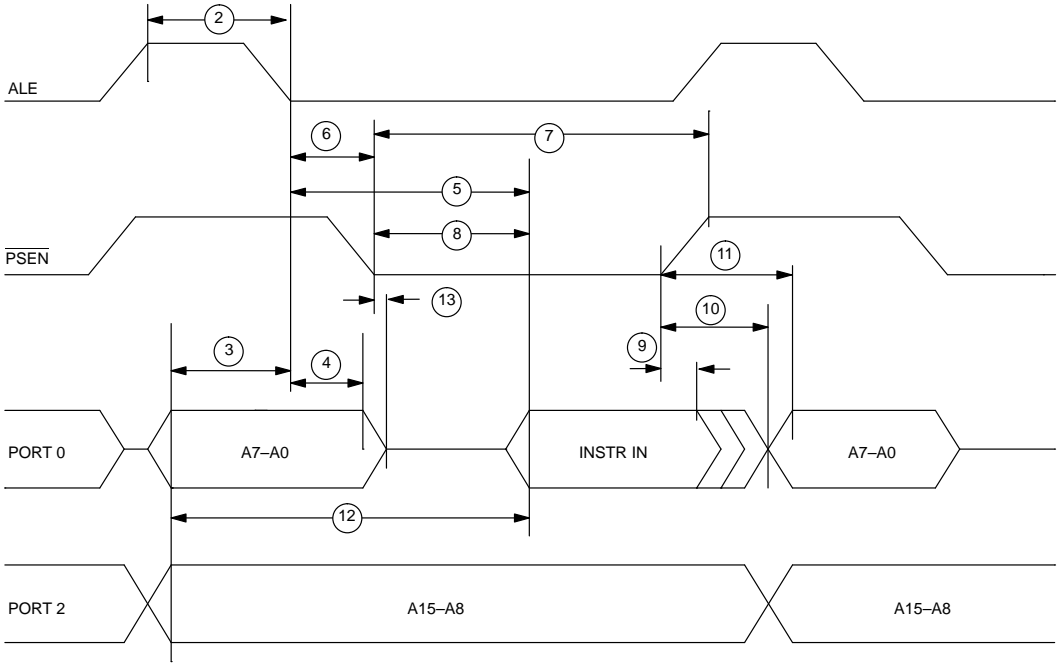 2
ALE
6
7
5
8
PSEN
11
13
10
9
3
4
PORT 0
A7–A0
INSTR IN
A7–A0
12
PORT 2
A15–A8
A15–A8